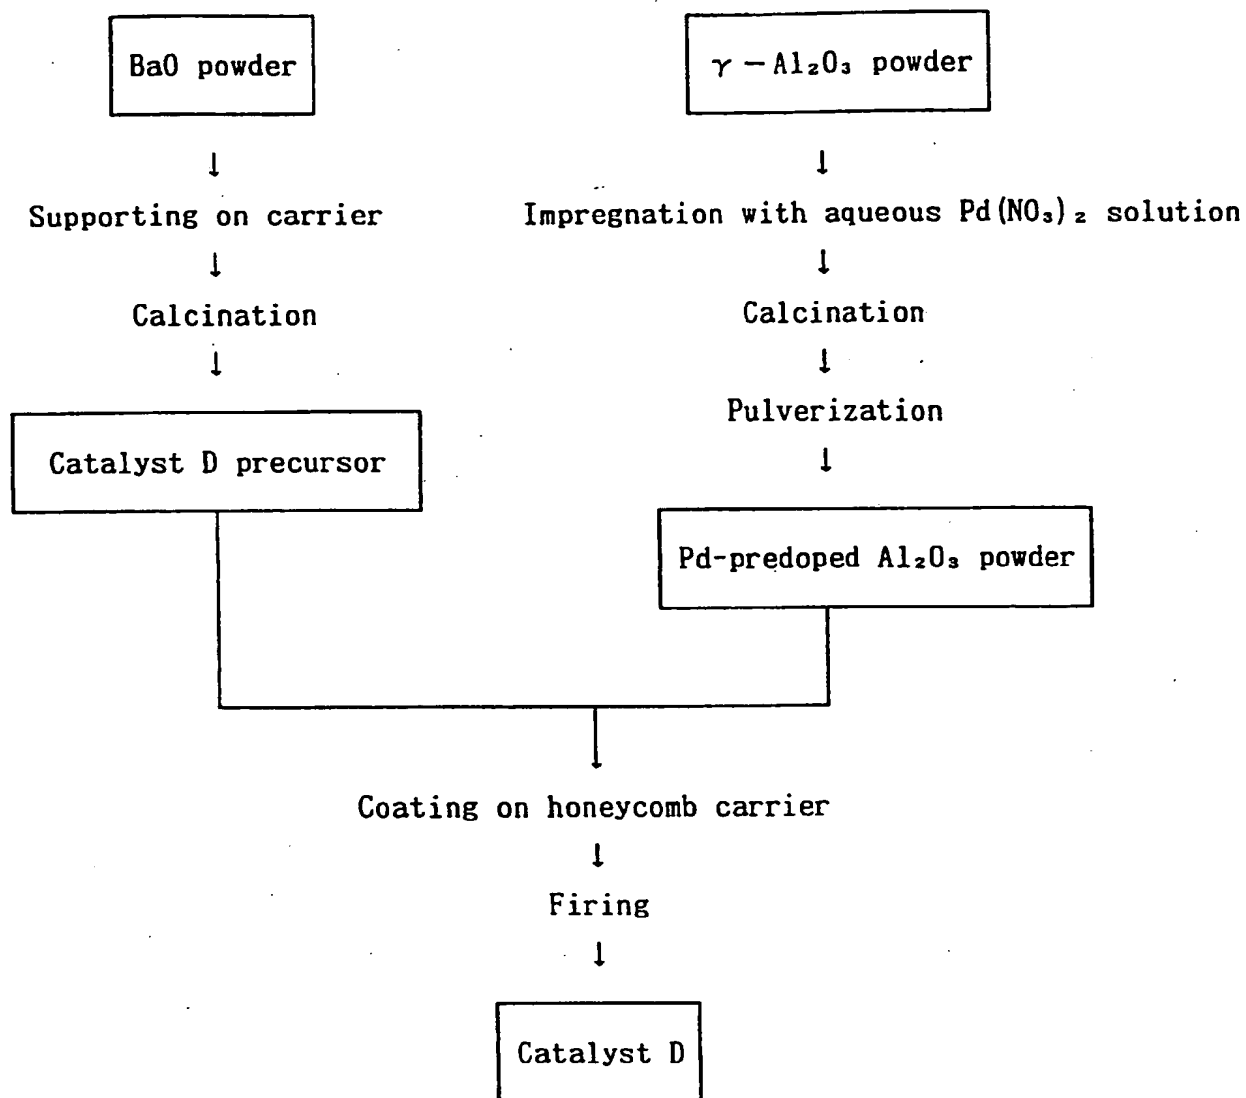 BaO powder
γ-Al₂O₃ powder
↓
↓
Supporting on carrier
Impregnation with aqueous Pd(NO₃)₂ solution
↓
↓
Calcination
Calcination
↓
↓
Pulverization
Catalyst D precursor
↓
Pd-predoped Al₂O₃ powder
Coating on honeycomb carrier
↓
Firing
↓
Catalyst D